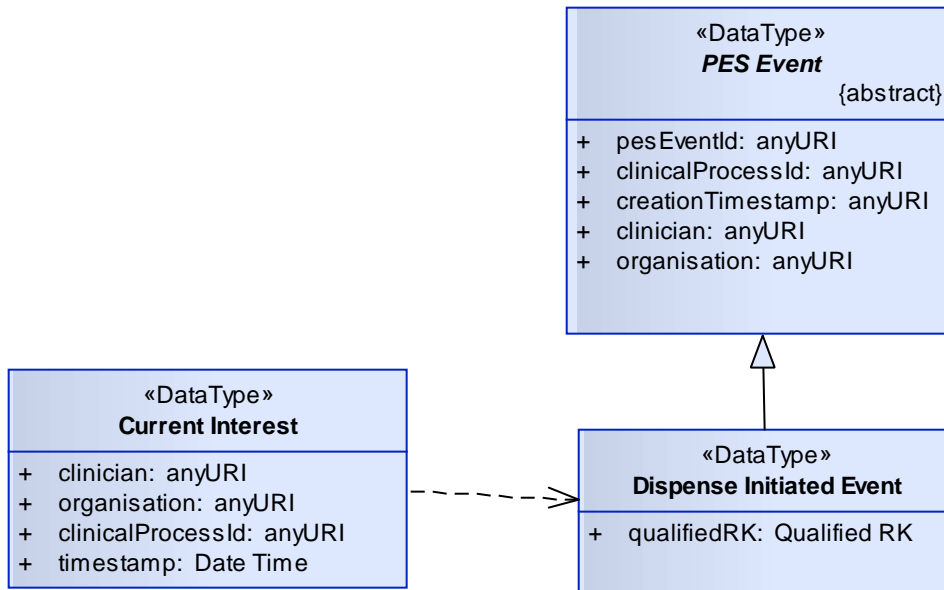 «DataType»
PES Event
{abstract}
+ pesEventId: anyURI
+ clinicalProcessId: anyURI
+ creationTimestamp: anyURI
+ clinician: anyURI
+ organisation: anyURI
«DataType»
Current Interest
+ clinician: anyURI
+ organisation: anyURI
+ clinicalProcessId: anyURI
+ timestamp: Date Time
«DataType»
Dispense Initiated Event
+ qualifiedRK: Qualified RK